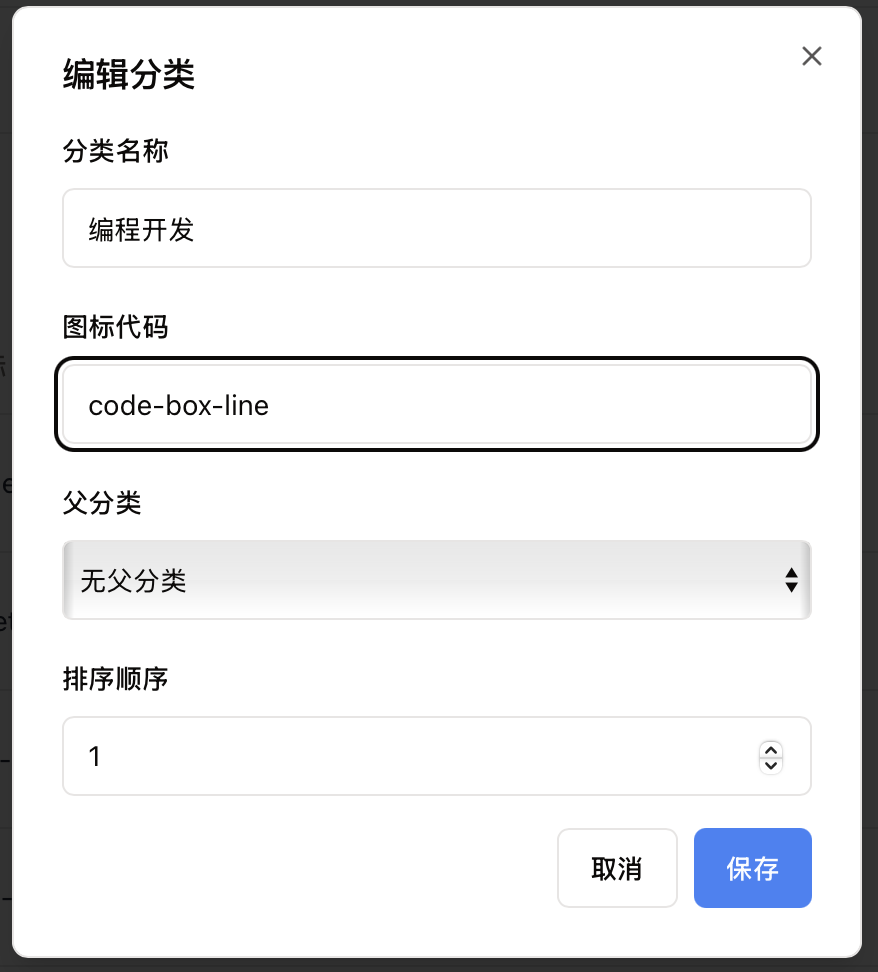 编辑分类
分类名称
编程开发
图标代码
code-box-line
父分类
无父分类
排序顺序
1
取消
保存